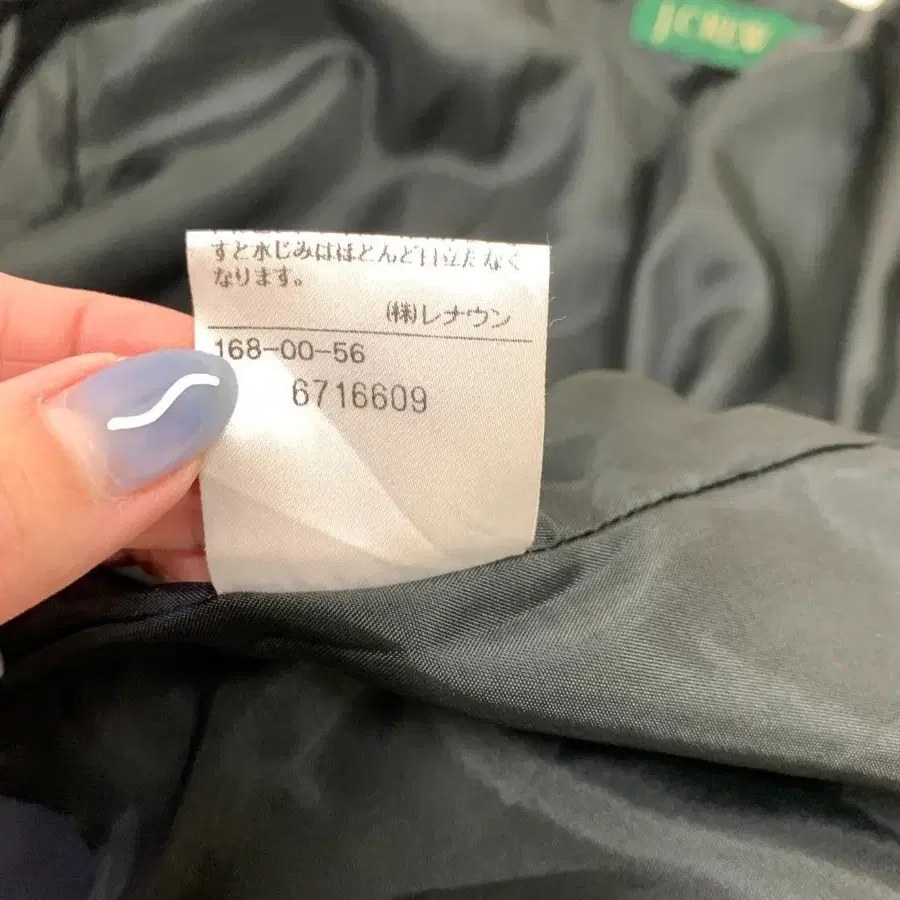 J.CREW
すと水じみはほとんど目立たなく
なります。
(株)レナウン
168-00-56
6716609